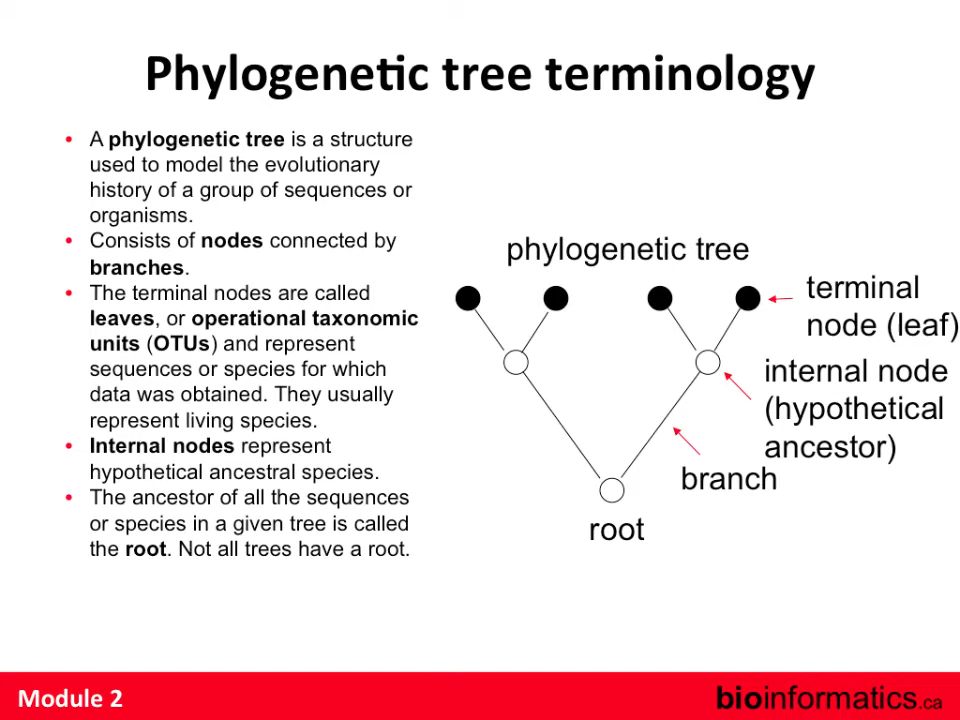 Phylogenetic tree terminology
• A phylogenetic tree is a structure
used to model the evolutionary
history of a group of sequences or
organisms.
• Consists of nodes connected by
branches.
• The terminal nodes are called
leaves, or operational taxonomic
units (OTUs) and represent
sequences or species for which
data was obtained. They usually
represent living species.
• Internal nodes represent
hypothetical ancestral species.
• The ancestor of all the sequences
or species in a given tree is called
the root. Not all trees have a root.
phylogenetic tree
terminal
node (leaf)
internal node
(hypothetical
ancestor)
branch
root
Module 2
bioinformatics.ca